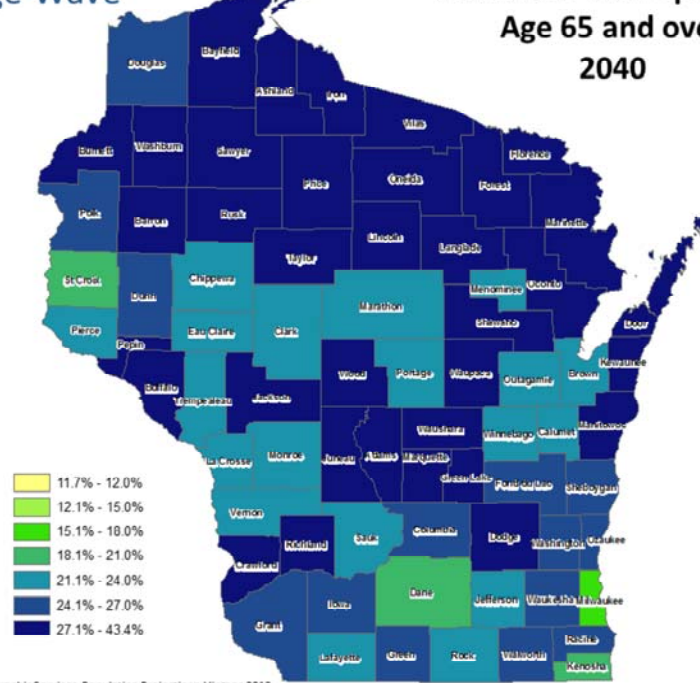 Age 65 and ov
2040
Douglas
Bayfield
Ashland
Iron
Vilas
Burnett
Washburn
Sawyer
Price
Oneida
Forest
Florence
Polk
Barron
Rusk
Lincoln
Langlade
Marinette
Taylor
Oconto
St Croix
Dunn
Chippewa
Marathon
Menominee
Pierce
Eau Claire
Clark
Shawano
Door
Pepin
Buffalo
Trempealeau
Jackson
Wood
Portage
Waupaca
Outagamie
Brown
Kewaunee
La Crosse
Monroe
Juneau
Adams
Waushara
Marquette
Green Lake
Winnebago
Calumet
Manitowoc
Fond du Lac
Sheboygan
Vernon
Sauk
Columbia
Dodge
Washington
Ozaukee
Crawford
Richland
Dane
Jefferson
Waukesha
Milwaukee
Grant
Iowa
Lafayette
Green
Rock
Walworth
Racine
Kenosha
11.7% - 12.0%
12.1% - 15.0%
15.1% - 18.0%
18.1% - 21.0%
21.1% - 24.0%
24.1% - 27.0%
27.1% - 43.4%